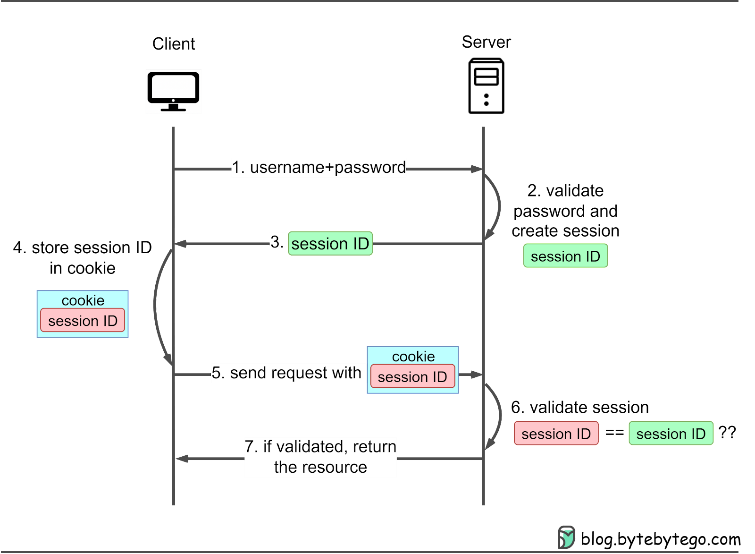 Client
Server
1. username+password
2. validate
password and
create session
session ID
3. session ID
4. store session ID
in cookie
cookie
session ID
5. send request with
cookie
session ID
6. validate session
session ID == session ID ??
7. if validated, return
the resource
blog.bytebytego.com